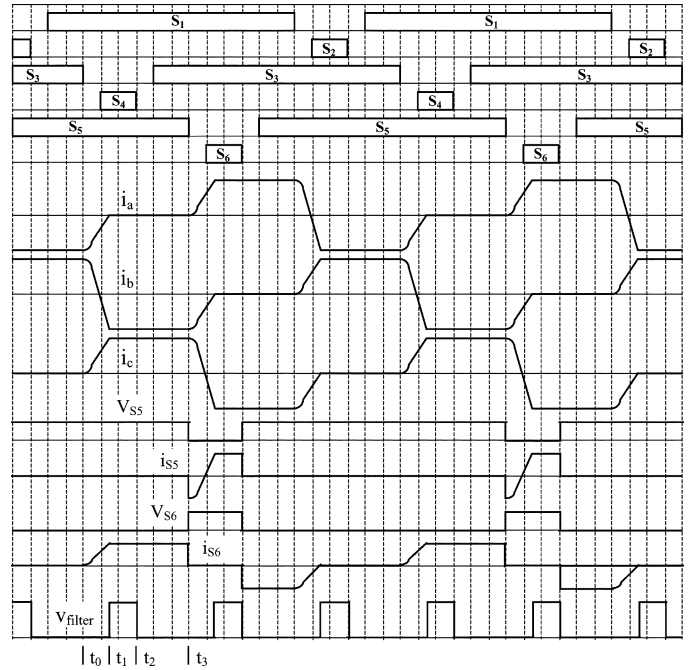 S1 S1
S2 S2
S3 S3 S3
S4 S4
S5 S5 S5
S6 S6
ia
ib
ic
VS5
iS5
VS6
iS6
Vfilter
t0 t1 t2 t3